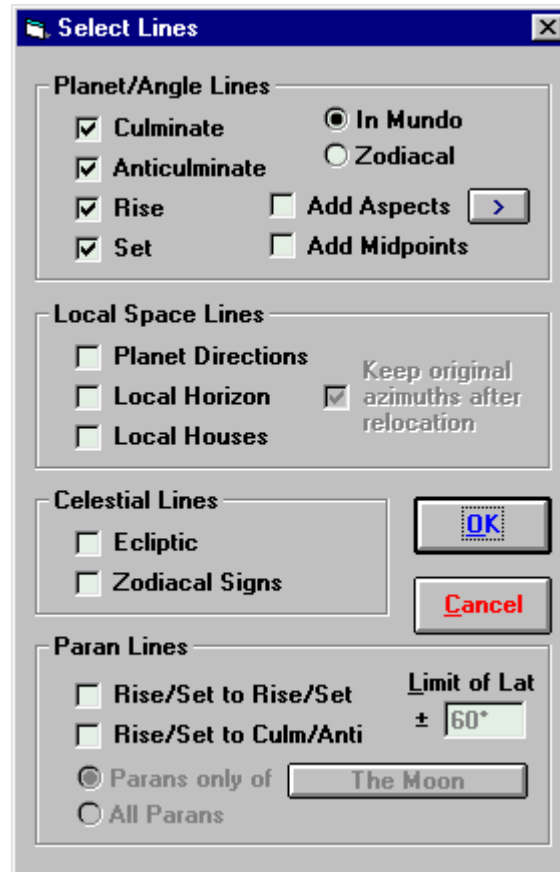 Select Lines
Planet/Angle Lines
Culminate
In Mundo
Anticulminate
Zodiacal
Rise
Add Aspects >
Set
Add Midpoints
Local Space Lines
Planet Directions
Local Horizon
Local Houses
Keep original
azimuths after
relocation
Celestial Lines
Ecliptic
Zodiacal Signs
OK
Cancel
Paran Lines
Rise/Set to Rise/Set
Rise/Set to Culm/Anti
Limit of Lat
± 60°
Parans only of The Moon
All Parans